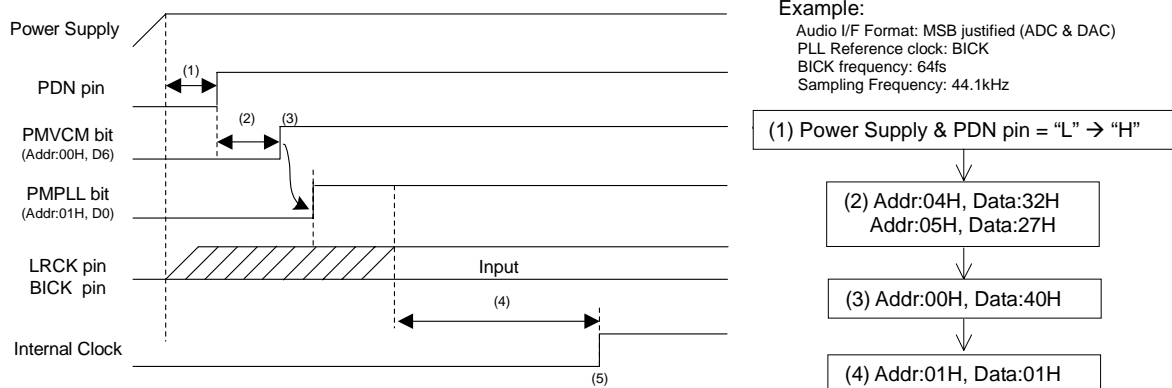 Power Supply
PDN pin
PMVCM bit
(Addr:00H, D6)
PMPLL bit
(Addr:01H, D0)
LRCK pin
BICK pin
Internal Clock
(1)
(2)
(3)
Input
(4)
(5)
Example:
Audio I/F Format: MSB justified (ADC & DAC)
PLL Reference clock: BICK
BICK frequency: 64fs
Sampling Frequency: 44.1kHz
(1) Power Supply & PDN pin = “L” → “H”
(2) Addr:04H, Data:32H
Addr:05H, Data:27H
(3) Addr:00H, Data:40H
(4) Addr:01H, Data:01H